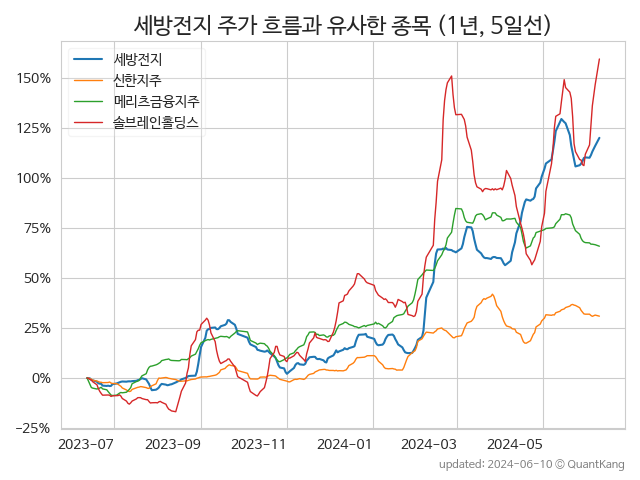 세방전지 주가 흐름과 유사한 종목 (1년, 5일선)
세방전지
신한지주
메리츠금융지주
솔브레인홀딩스
150%
125%
100%
75%
50%
25%
0%
−25%
2023-07 2023-09 2023-11 2024-01 2024-03 2024-05
updated: 2024-06-10 © QuantKang